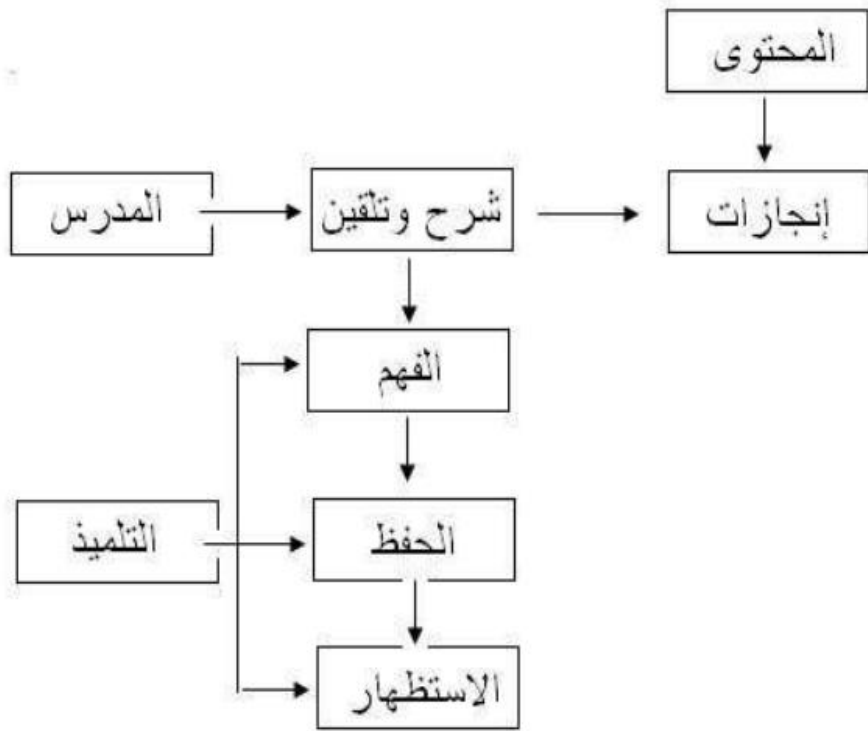 المحتوى
إنجازات
شرح وتلقين
المدرس
الفهم
الحفظ
التلميذ
الاستظهار